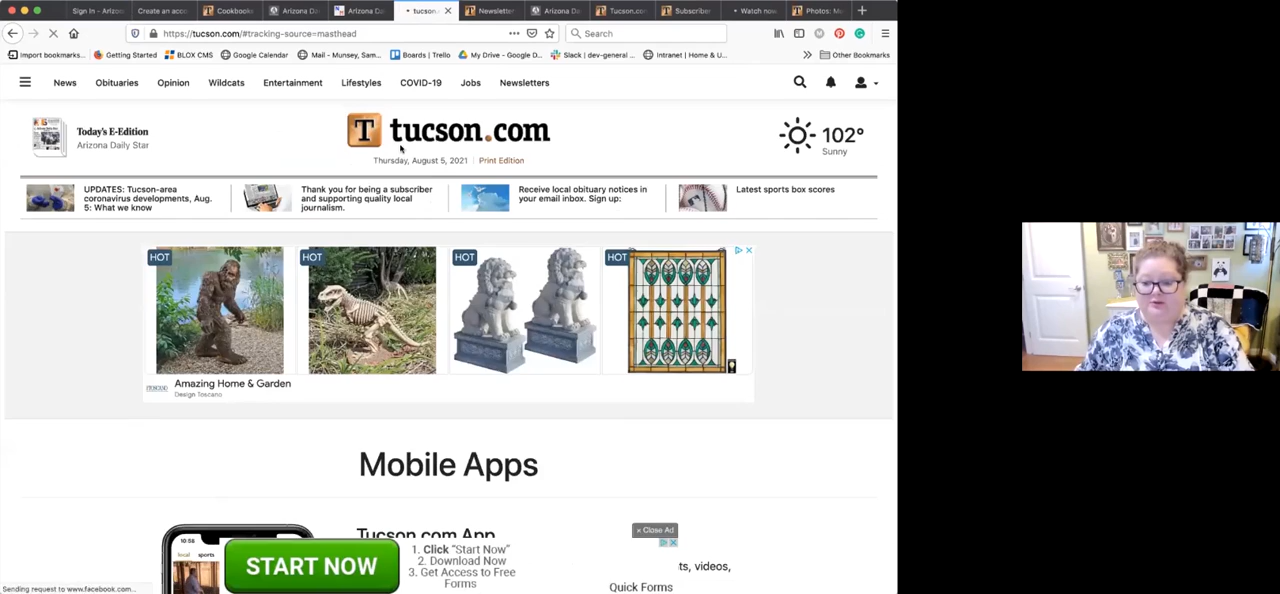 Sign In - Arizo
Create an acco
Cookbook
Arizona Da
Arizona Da
tucson.
Newsletter
Arizona Da
Tucson.com
Subscriber
Watch now
Photos: M
https://tucson.com/#tracking-source=masthead
Search
Import bookmarks...
Getting Started
BLOX CMS
Google Calendar
Mail - Munsey, Sam...
Boards | Trello
My Drive - Google D...
Slack | dev-general ...
Intranet | Home & U...
Other Bookmarks
News
Obituaries
Opinion
Wildcats
Entertainment
Lifestyles
COVID-19
Jobs
Newsletters
Today's E-Edition
Arizona Daily Star
T tucson.com
Thursday, August 5, 2021
Print Edition
102°
Sunny
UPDATES: Tucson-area
coronavirus developments, Aug.
5: What we know
Thank you for being a subscriber
and supporting quality local
journalism.
Receive local obituary notices in
your email inbox. Sign up:
Latest sports box scores
HOT
HOT
HOT
HOT
Amazing Home & Garden
Design Toscano
Mobile Apps
Tucson.com App
10:58
local sports
START NOW
1. Click "Start Now"
2. Download Now
3. Get Access to Free
Forms
× Close Ad
ts, videos,
Quick Forms
Sending request to www.facebook.com...